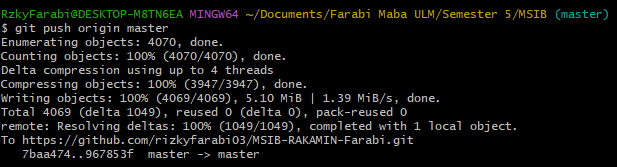 RzkyFarabi@DESKTOP-M8TN6EA MINGW64 ~/Documents/Farabi Maba ULM/Semester 5/MSIB (master)
$ git push origin master
Enumerating objects: 4070, done.
Counting objects: 100% (4070/4070), done.
Delta compression using up to 4 threads
Compressing objects: 100% (3947/3947), done.
Writing objects: 100% (4069/4069), 5.10 MiB | 1.39 MiB/s, done.
Total 4069 (delta 1049), reused 0 (delta 0), pack-reused 0
remote: Resolving deltas: 100% (1049/1049), completed with 1 local object.
To https://github.com/rizkyfarabi03/MSIB-RAKAMIN-Farabi.git
   7baa474..967853f  master -> master